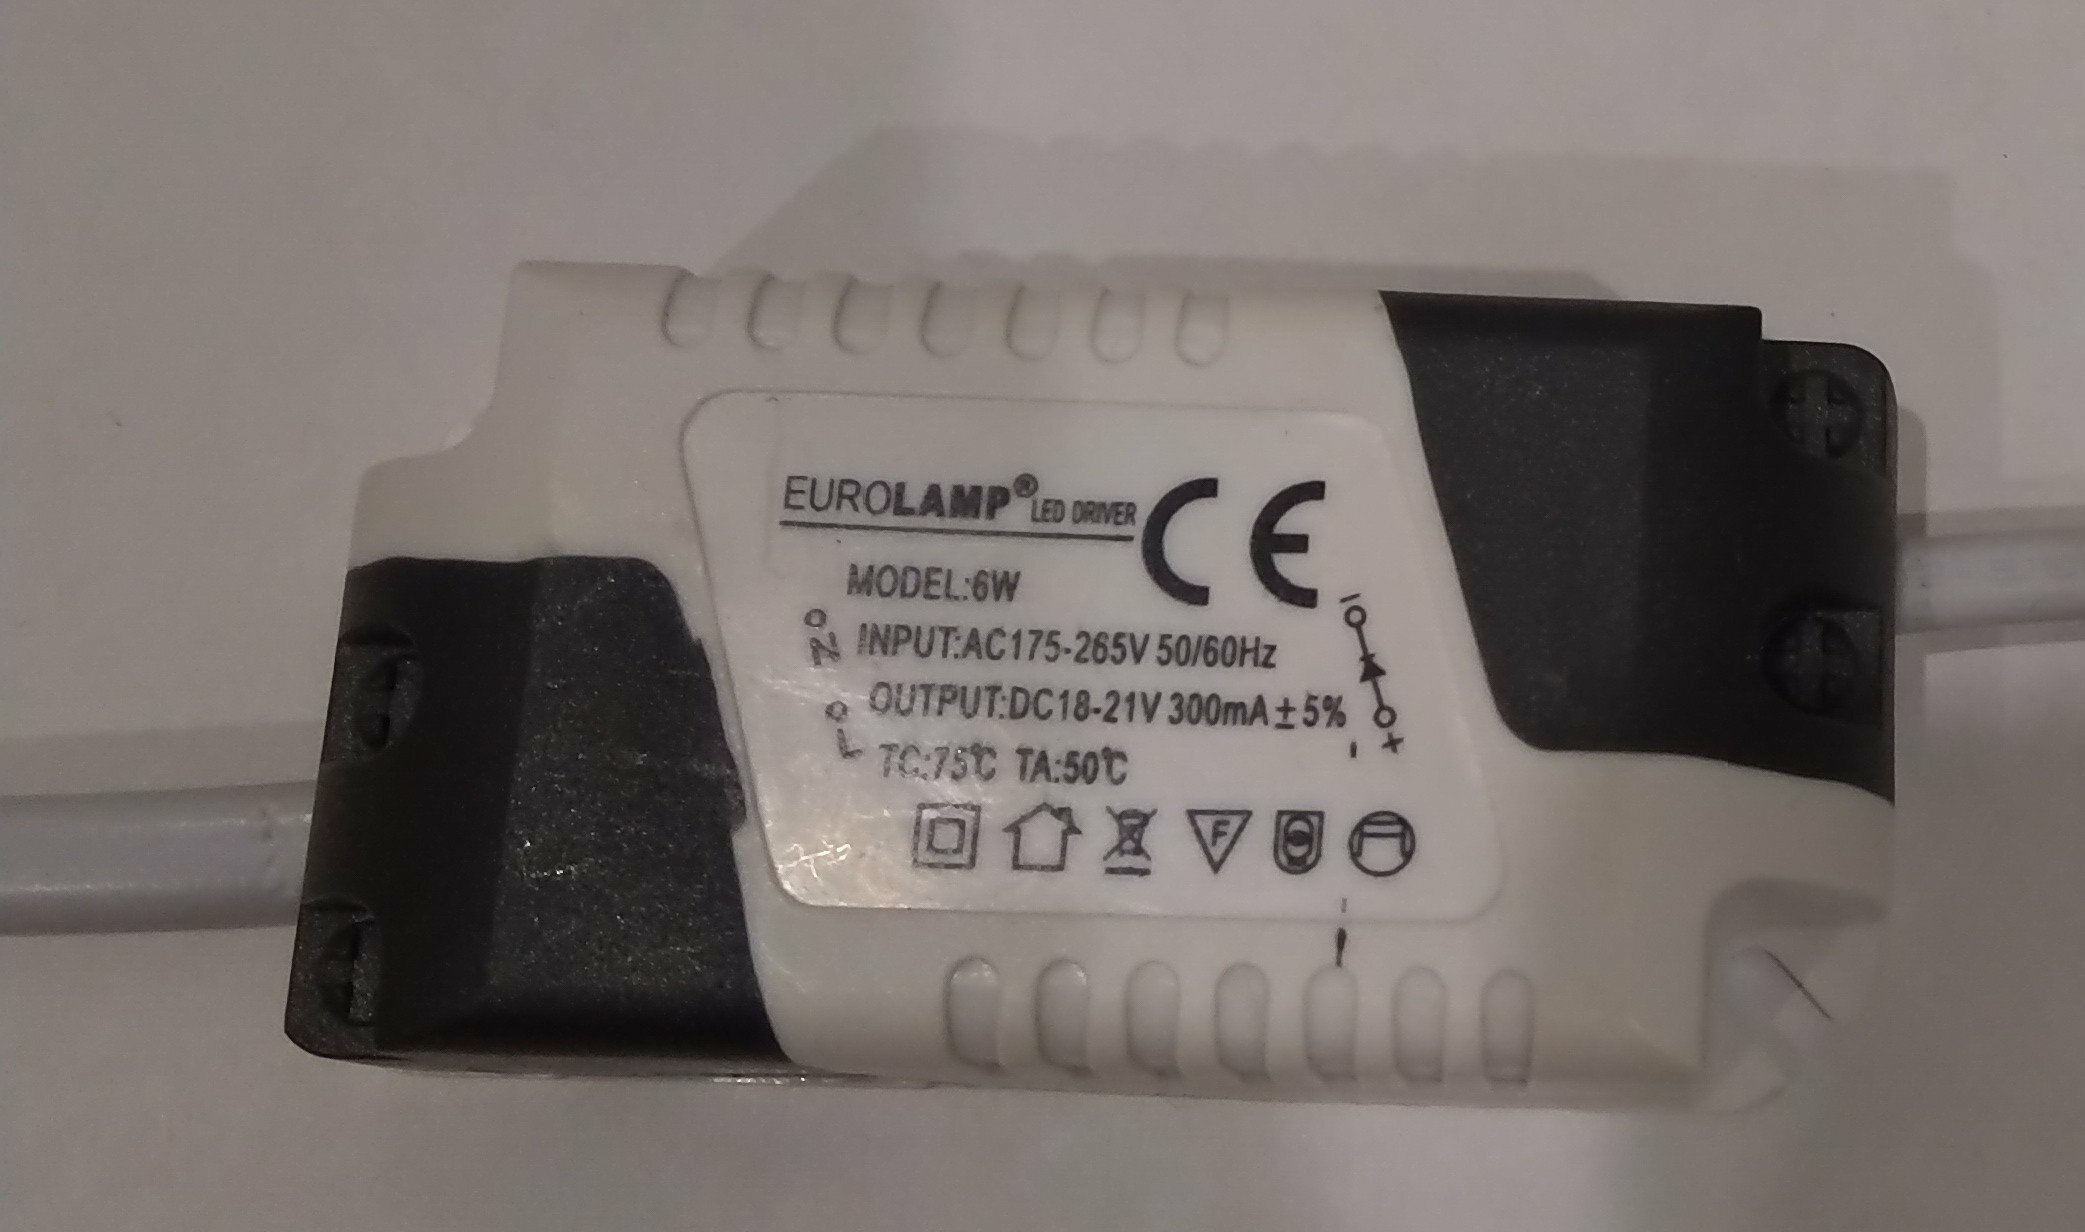 EUROLAMP® LED DRIVER CE
MODEL:6W
N INPUT:AC175-265V 50/60Hz
OUTPUT:DC18-21V 300mA±5%
L TC:75℃ TA:50℃
- +
F